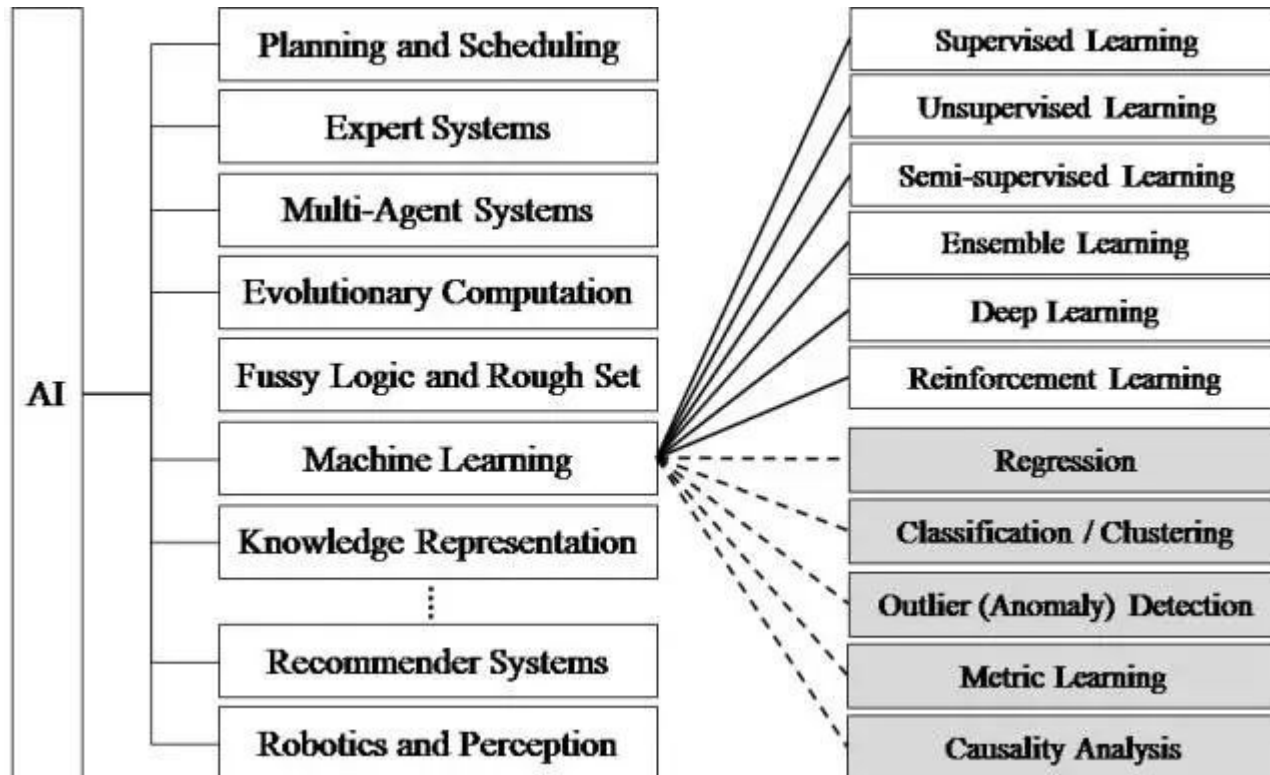 AI
Planning and Scheduling
Expert Systems
Multi-Agent Systems
Evolutionary Computation
Fussy Logic and Rough Set
Machine Learning
Knowledge Representation
Recommender Systems
Robotics and Perception
Supervised Learning
Unsupervised Learning
Semi-supervised Learning
Ensemble Learning
Deep Learning
Reinforcement Learning
Regression
Classification / Clustering
Outlier (Anomaly) Detection
Metric Learning
Causality Analysis